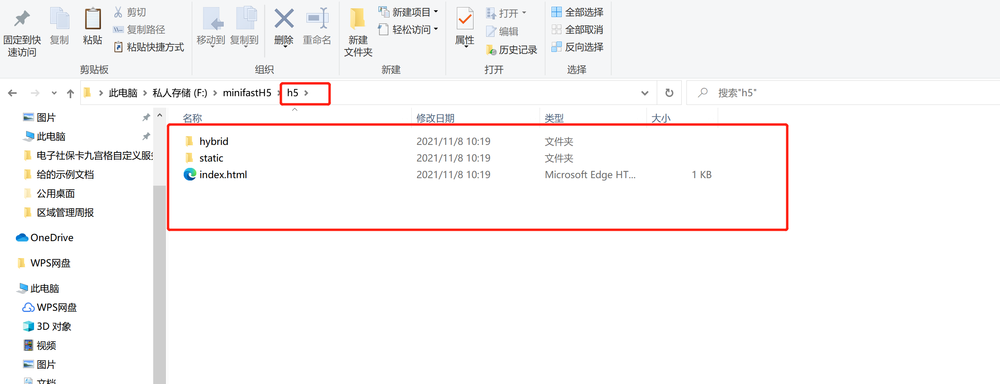 固定到快
速访问
复制
粘贴
剪切
复制路径
粘贴快捷方式
剪贴板
移动到
复制到
删除
重命名
组织
新建
文件夹
新建项目
轻松访问
新建
属性
打开
编辑
历史记录
打开
全部选择
全部取消
反向选择
选择
此电脑 私人存储 (F:) minifastH5 h5
搜索"h5"
名称 修改日期 类型 大小
hybrid 2021/11/8 10:19 文件夹
static 2021/11/8 10:19 文件夹
index.html 2021/11/8 10:19 Microsoft Edge HT... 1 KB
图片
此电脑
电子社保卡九宫格自定义服
给的示例文档
公用桌面
区域管理周报
OneDrive
WPS网盘
此电脑
WPS网盘
3D 对象
视频
图片
文档